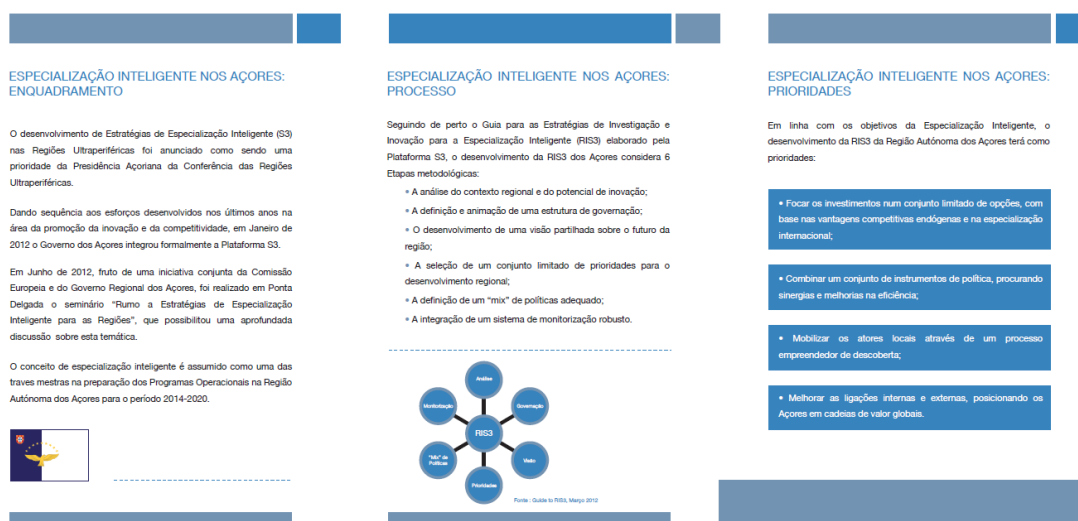 ESPECIALIZAÇÃO INTELIGENTE NOS AÇORES:
ENQUADRAMENTO
O desenvolvimento de Estratégias de Especialização Inteligente (S3)
nas Regiões Ultraperiféricas foi anunciado como sendo uma
prioridade da Presidência Açoriana da Conferência das Regiões
Ultraperiféricas.
Dando sequência aos esforços desenvolvidos nos últimos anos na
área da promoção da inovação e da competitividade, em Janeiro de
2012 o Governo dos Açores integrou formalmente a Plataforma S3.
Em Junho de 2012, fruto de uma iniciativa conjunta da Comissão
Europeia e do Governo Regional dos Açores, foi realizado em Ponta
Delgada o seminário “Rumo a Estratégias de Especialização
Inteligente para as Regiões”, que possibilitou uma aprofundada
discussão sobre esta temática.
O conceito de especialização inteligente é assumido como uma das
traves mestras na preparação dos Programas Operacionais na Região
Autónoma dos Açores para o período 2014-2020.
ESPECIALIZAÇÃO INTELIGENTE NOS AÇORES:
PROCESSO
Seguindo de perto o Guia para as Estratégias de Investigação e
Inovação para a Especialização Inteligente (RIS3) elaborado pela
Plataforma S3, o desenvolvimento da RIS3 dos Açores considera 6
Etapas metodológicas:
• A análise do contexto regional e do potencial de inovação;
• A definição e animação de uma estrutura de governação;
• O desenvolvimento de uma visão partilhada sobre o futuro da
região;
• A seleção de um conjunto limitado de prioridades para o
desenvolvimento regional;
• A definição de um “mix” de políticas adequado;
• A integração de um sistema de monitorização robusto.
Análise
Monitorização
Governação
RIS3
“Mix” de
Políticas
Visão
Prioridades
Fonte : Guide to RIS3, Março 2012
ESPECIALIZAÇÃO INTELIGENTE NOS AÇORES:
PRIORIDADES
Em linha com os objetivos da Especialização Inteligente, o
desenvolvimento da RIS3 da Região Autónoma dos Açores terá como
prioridades:
• Focar os investimentos num conjunto limitado de opções, com
base nas vantagens competitivas endógenas e na especialização
internacional;
• Combinar um conjunto de instrumentos de política, procurando
sinergias e melhorias na eficiência;
• Mobilizar os atores locais através de um processo
empreendedor de descoberta;
• Melhorar as ligações internas e externas, posicionando os
Açores em cadeias de valor globais.